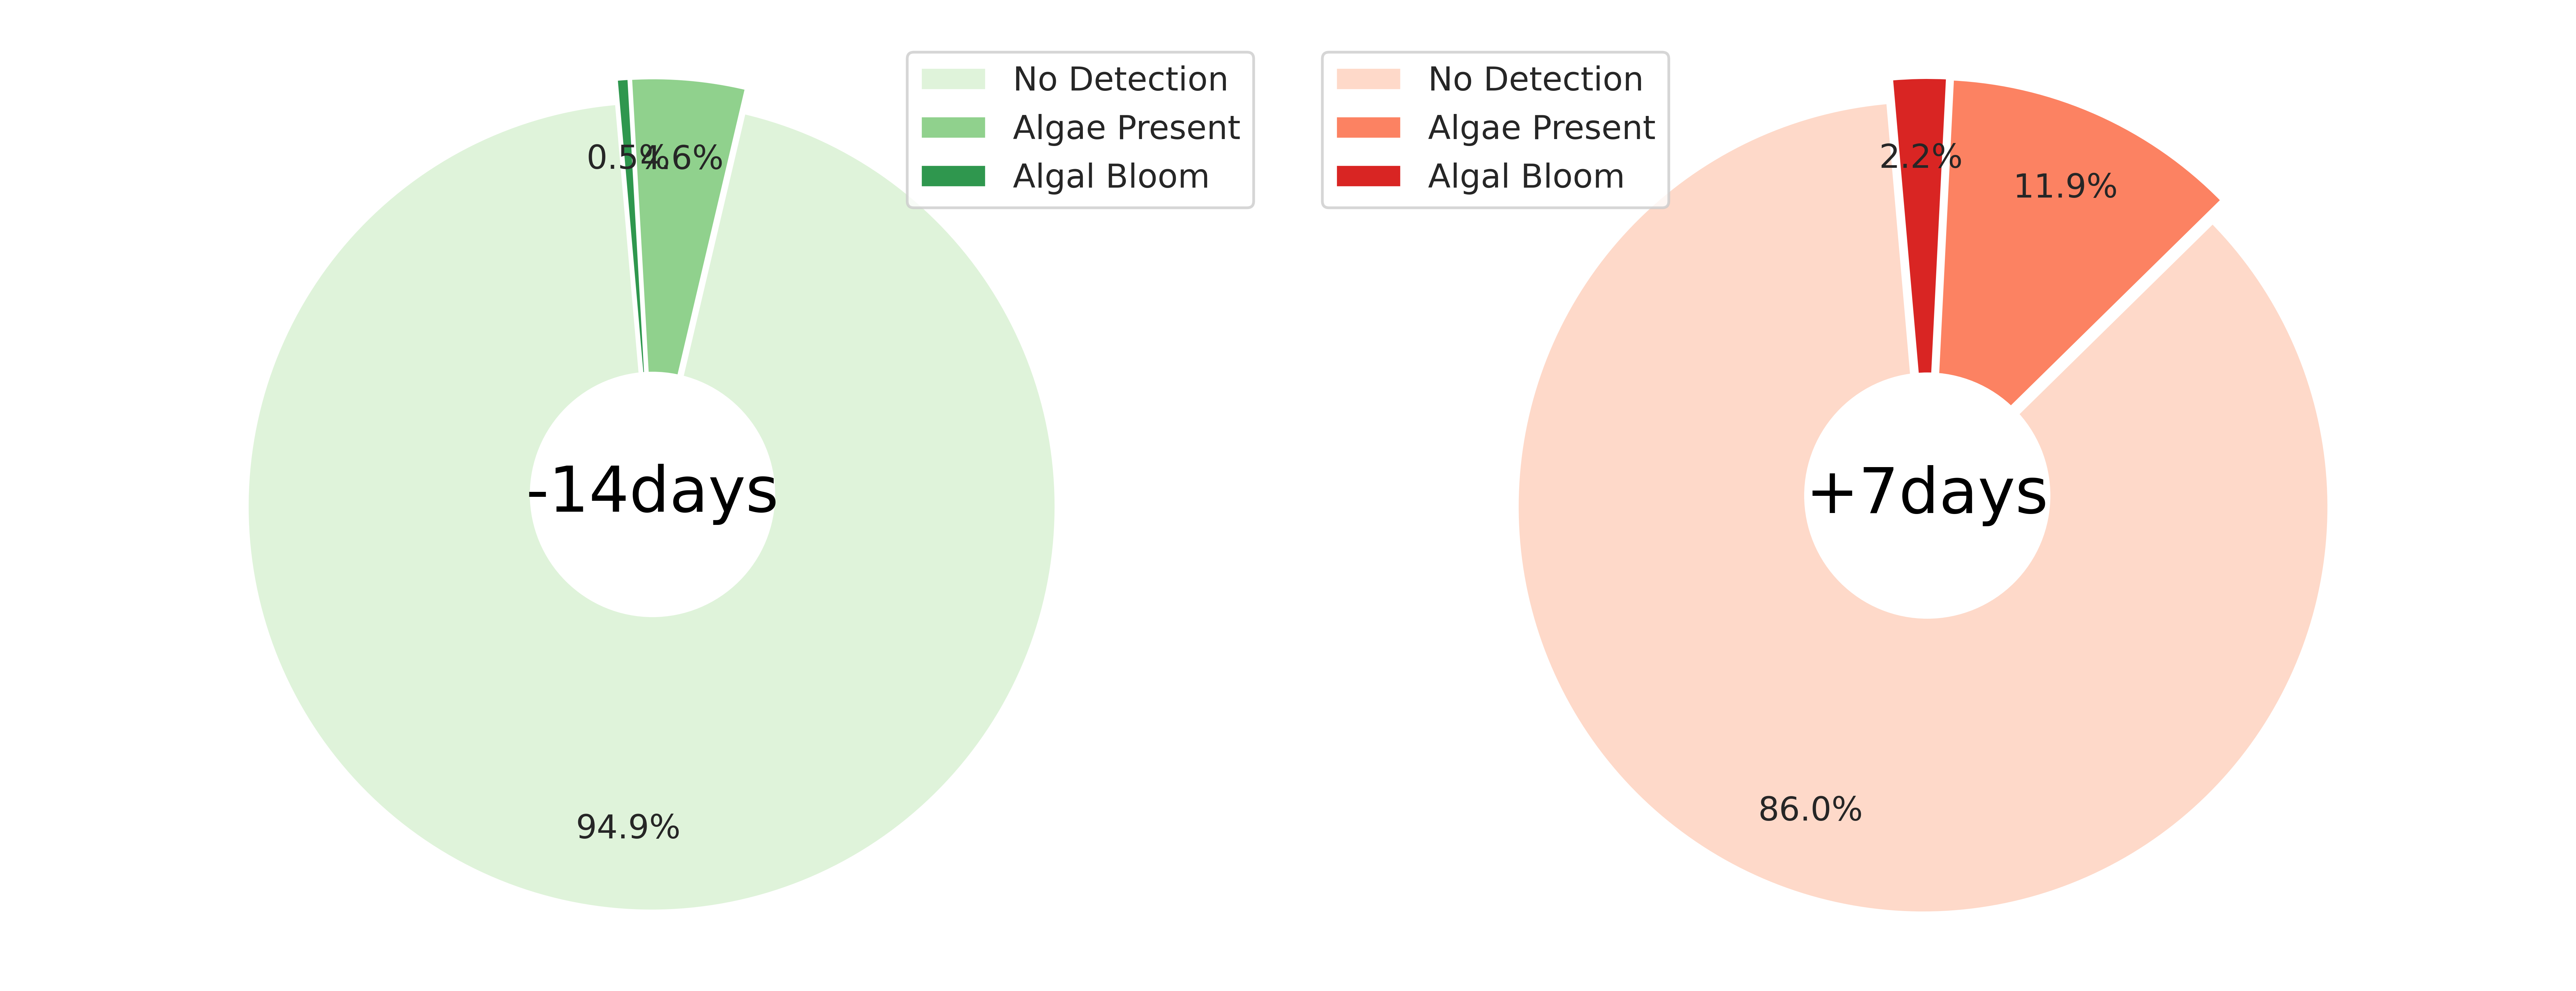 No Detection
Algae Present
Algal Bloom
0.5%
4.6%
-14days
94.9%
No Detection
Algae Present
Algal Bloom
2.2%
11.9%
+7days
86.0%